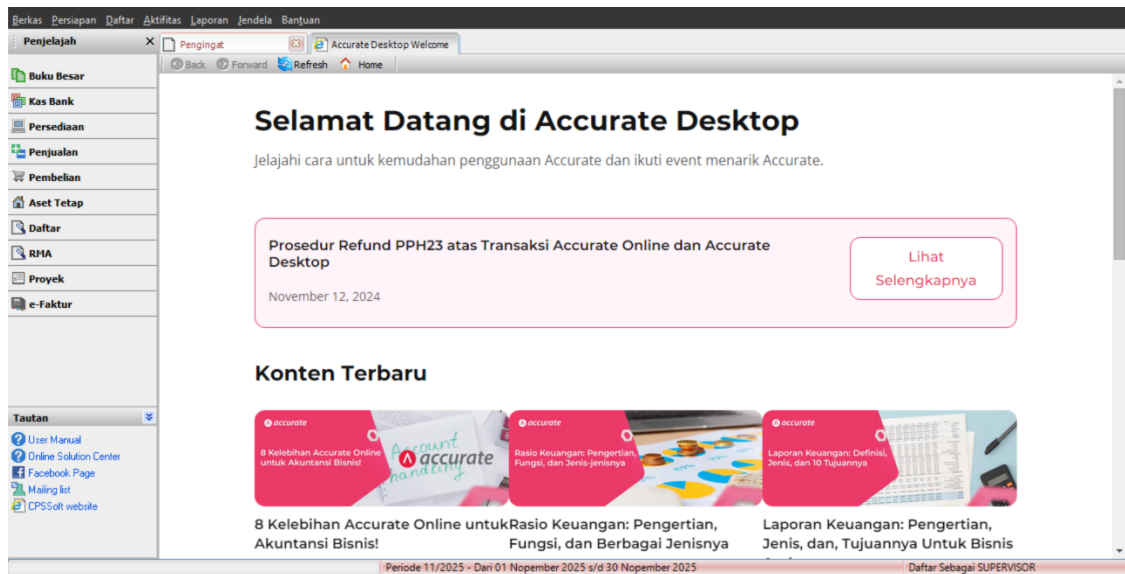 Berkas Persiapan Daftar Aktifitas Laporan Jendela Bantuan
Penjelajah
Pengingat
Accurate Desktop Welcome
Back Forward Refresh Home
Buku Besar
Kas Bank
Persediaan
Penjualan
Pembelian
Aset Tetap
Daftar
RMA
Proyek
e-Faktur
Tautan
User Manual
Online Solution Center
Facebook Page
Mailing list
CPSSoft website
Selamat Datang di Accurate Desktop
Jelajahi cara untuk kemudahan penggunaan Accurate dan ikuti event menarik Accurate.
Prosedur Refund PPH23 atas Transaksi Accurate Online dan Accurate
Desktop
November 12, 2024
Lihat
Selengkapnya
Konten Terbaru
accurate
8 Kelebihan Accurate Online
untuk Akuntansi Bisnis!
Account
handling
accurate
accurate
Rasio Keuangan: Pengertian,
Fungsi, dan Jenis-jenisnya
accurate
Laporan Keuangan: Definisi,
Jenis, dan 10 Tujuannya
8 Kelebihan Accurate Online untuk
Akuntansi Bisnis!
Rasio Keuangan: Pengertian,
Fungsi, dan Berbagai Jenisnya
Laporan Keuangan: Pengertian,
Jenis, dan, Tujuannya Untuk Bisnis
Periode 11/2025 - Dari 01 Nopember 2025 s/d 30 Nopember 2025
Daftar Sebagai SUPERVISOR